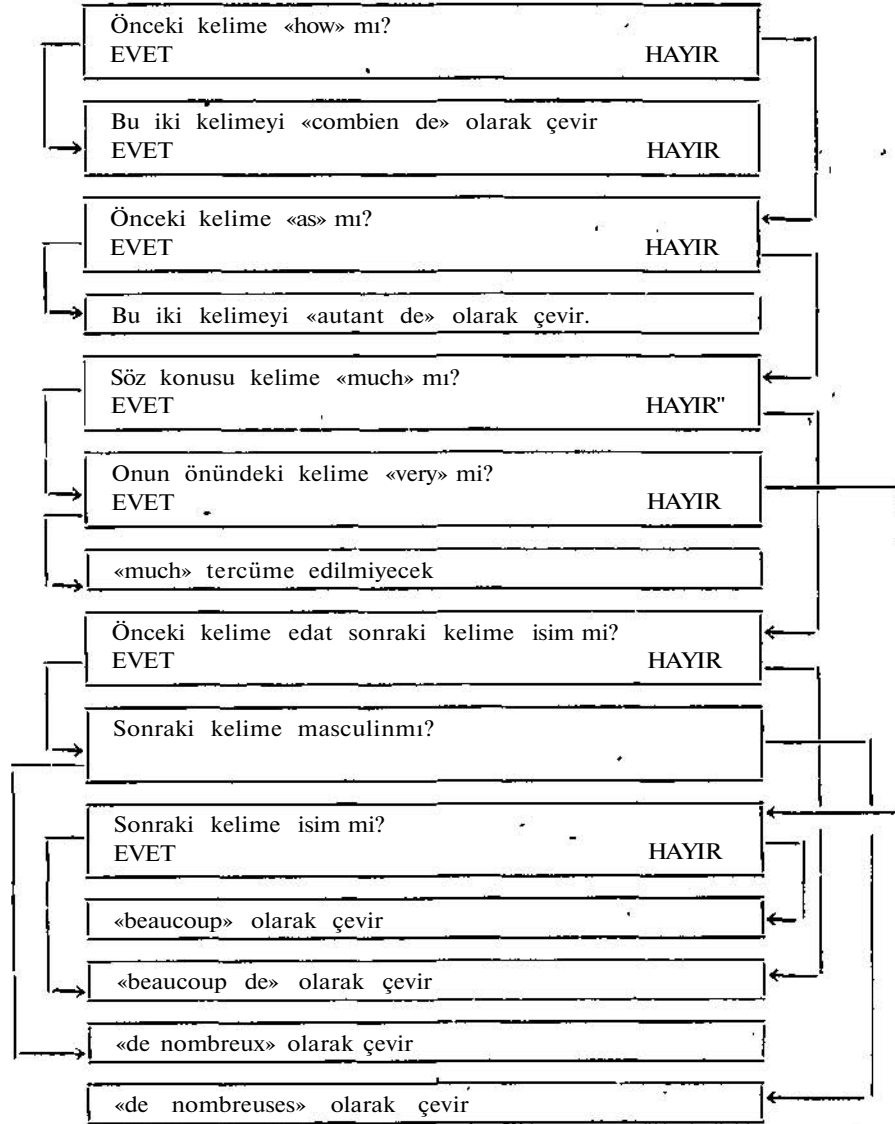 Önceki kelime «how» mı?
EVET HAYIR
Bu iki kelimeyi «combien de» olarak çevir
EVET HAYIR
Önceki kelime «as» mı?
EVET HAYIR
Bu iki kelimeyi «autant de» olarak çevir.
Söz konusu kelime «much» mı?
EVET HAYIR"
Onun önündeki kelime «very» mi?
EVET HAYIR
«much» tercüme edilmiyecek
Önceki kelime edat sonraki kelime isim mi?
EVET HAYIR
Sonraki kelime masculinmı?
Sonraki kelime isim mi?
EVET HAYIR
«beaucoup» olarak çevir
«beaucoup de» olarak çevir
«de nombreux» olarak çevir
«de nombreuses» olarak çevir